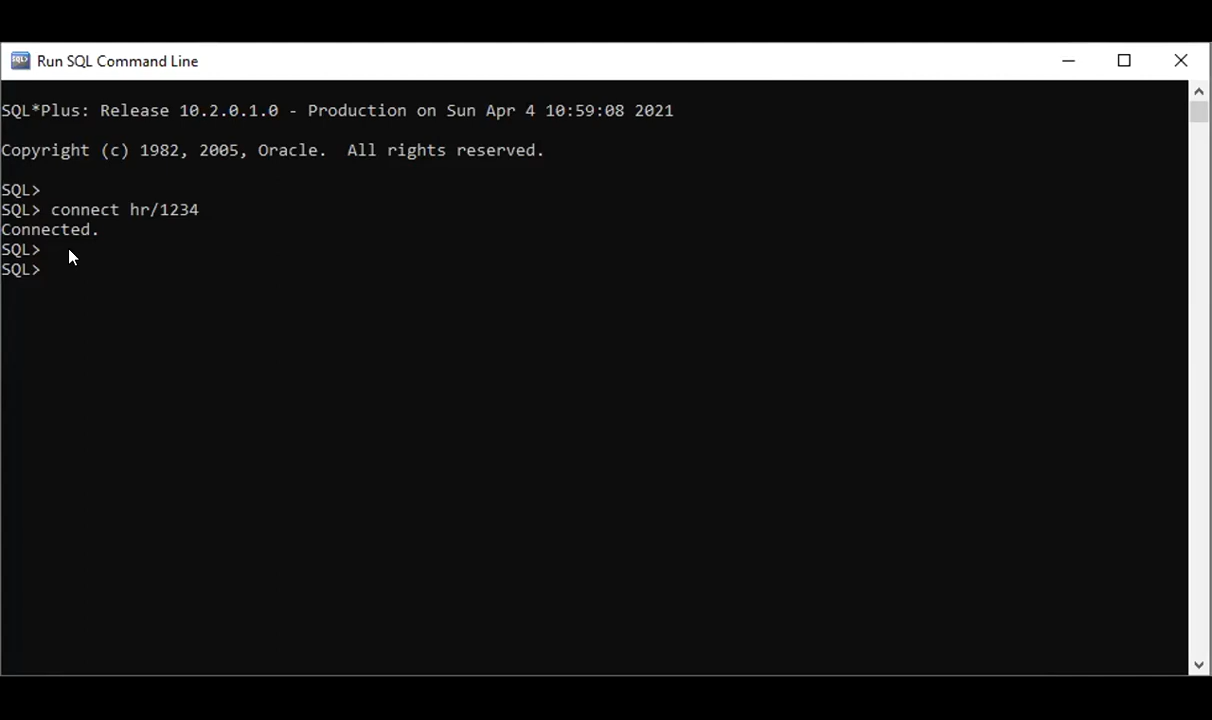 Run SQL Command Line
SQL*Plus: Release 10.2.0.1.0 - Production on Sun Apr 4 10:59:08 2021
Copyright (c) 1982, 2005, Oracle.  All rights reserved.
SQL>
SQL> connect hr/1234
Connected.
SQL>
SQL>